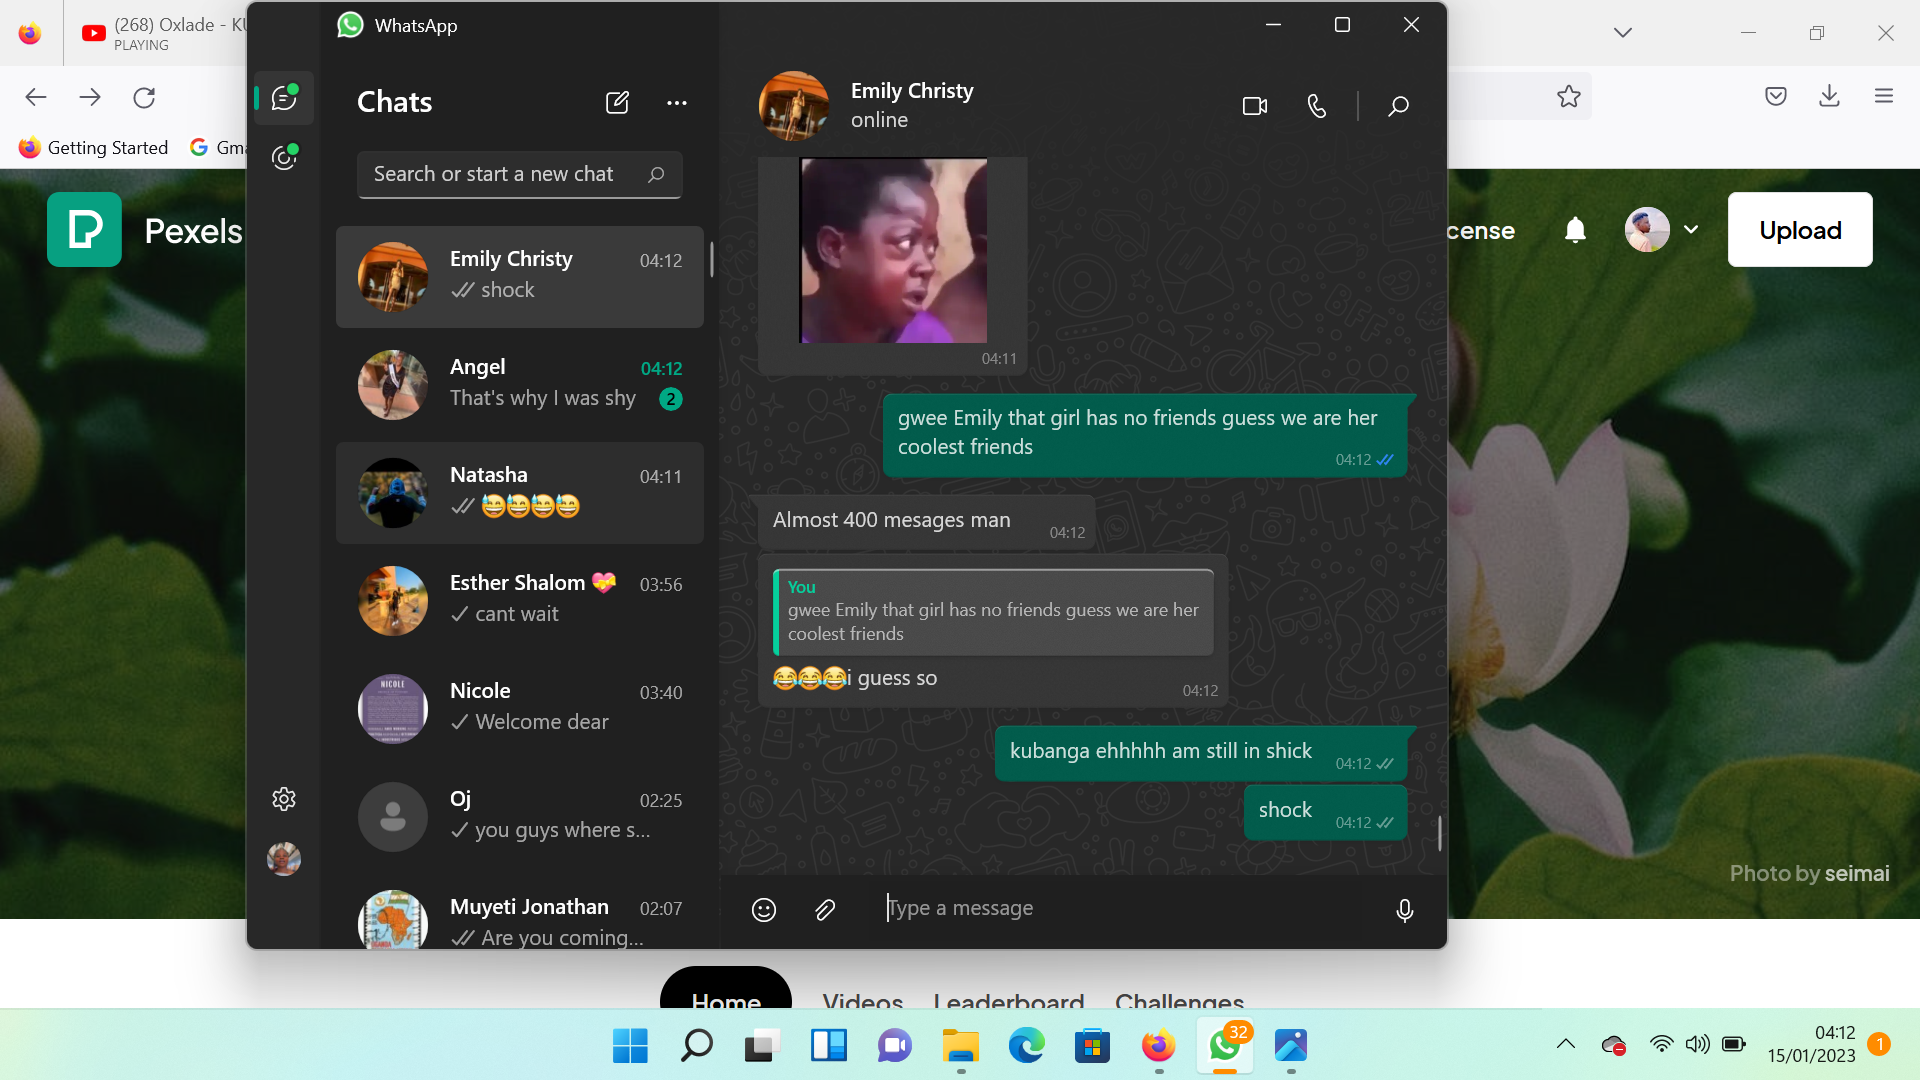 (268) Oxlade - KU
PLAYING
Getting Started
Gma
Pexels
cense
Upload
Photo by seimai
Home
Videos
Leaderboard
Challenges
WhatsApp
Chats
Search or start a new chat
Emily Christy
04:12
shock
Angel
04:12
That's why I was shy
2
Natasha
04:11
😅😅😅😅
Esther Shalom 💝
03:56
cant wait
NICOLE
Nicole
03:40
Welcome dear
Oj
02:25
you guys where s...
UGANDA
Muyeti Jonathan
02:07
Are you coming...
Emily Christy
online
04:11
gwee Emily that girl has no friends guess we are her
coolest friends
04:12
Almost 400 mesages man
04:12
You
gwee Emily that girl has no friends guess we are her
coolest friends
😂😂😂i guess so
04:12
kubanga ehhhhh am still in shick
04:12
shock
04:12
Type a message
32
04:12
15/01/2023
1